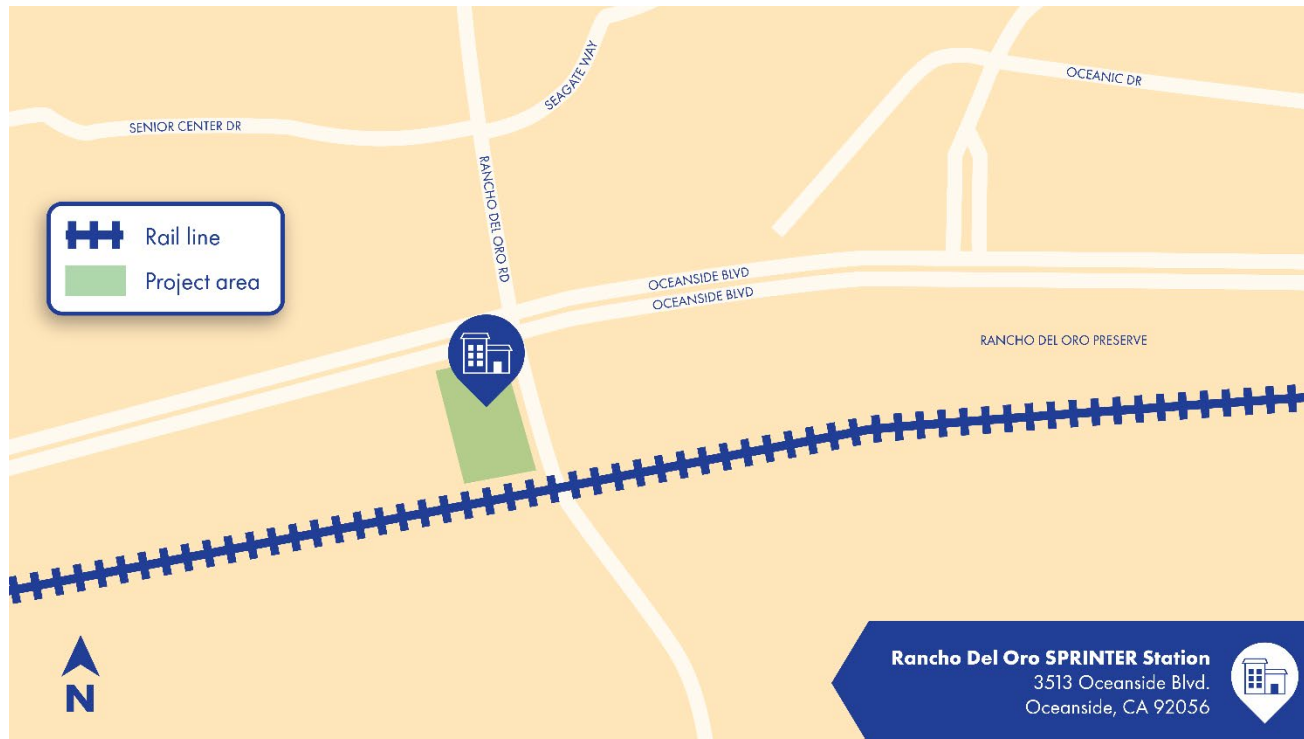 OCEANIC DR
SEAGATE WAY
SENIOR CENTER DR
RANCHO DEL ORO RD
Rail line
Project area
OCEANSIDE BLVD
OCEANSIDE BLVD
RANCHO DEL ORO PRESERVE
N
Rancho Del Oro SPRINTER Station
3513 Oceanside Blvd.
Oceanside, CA 92056